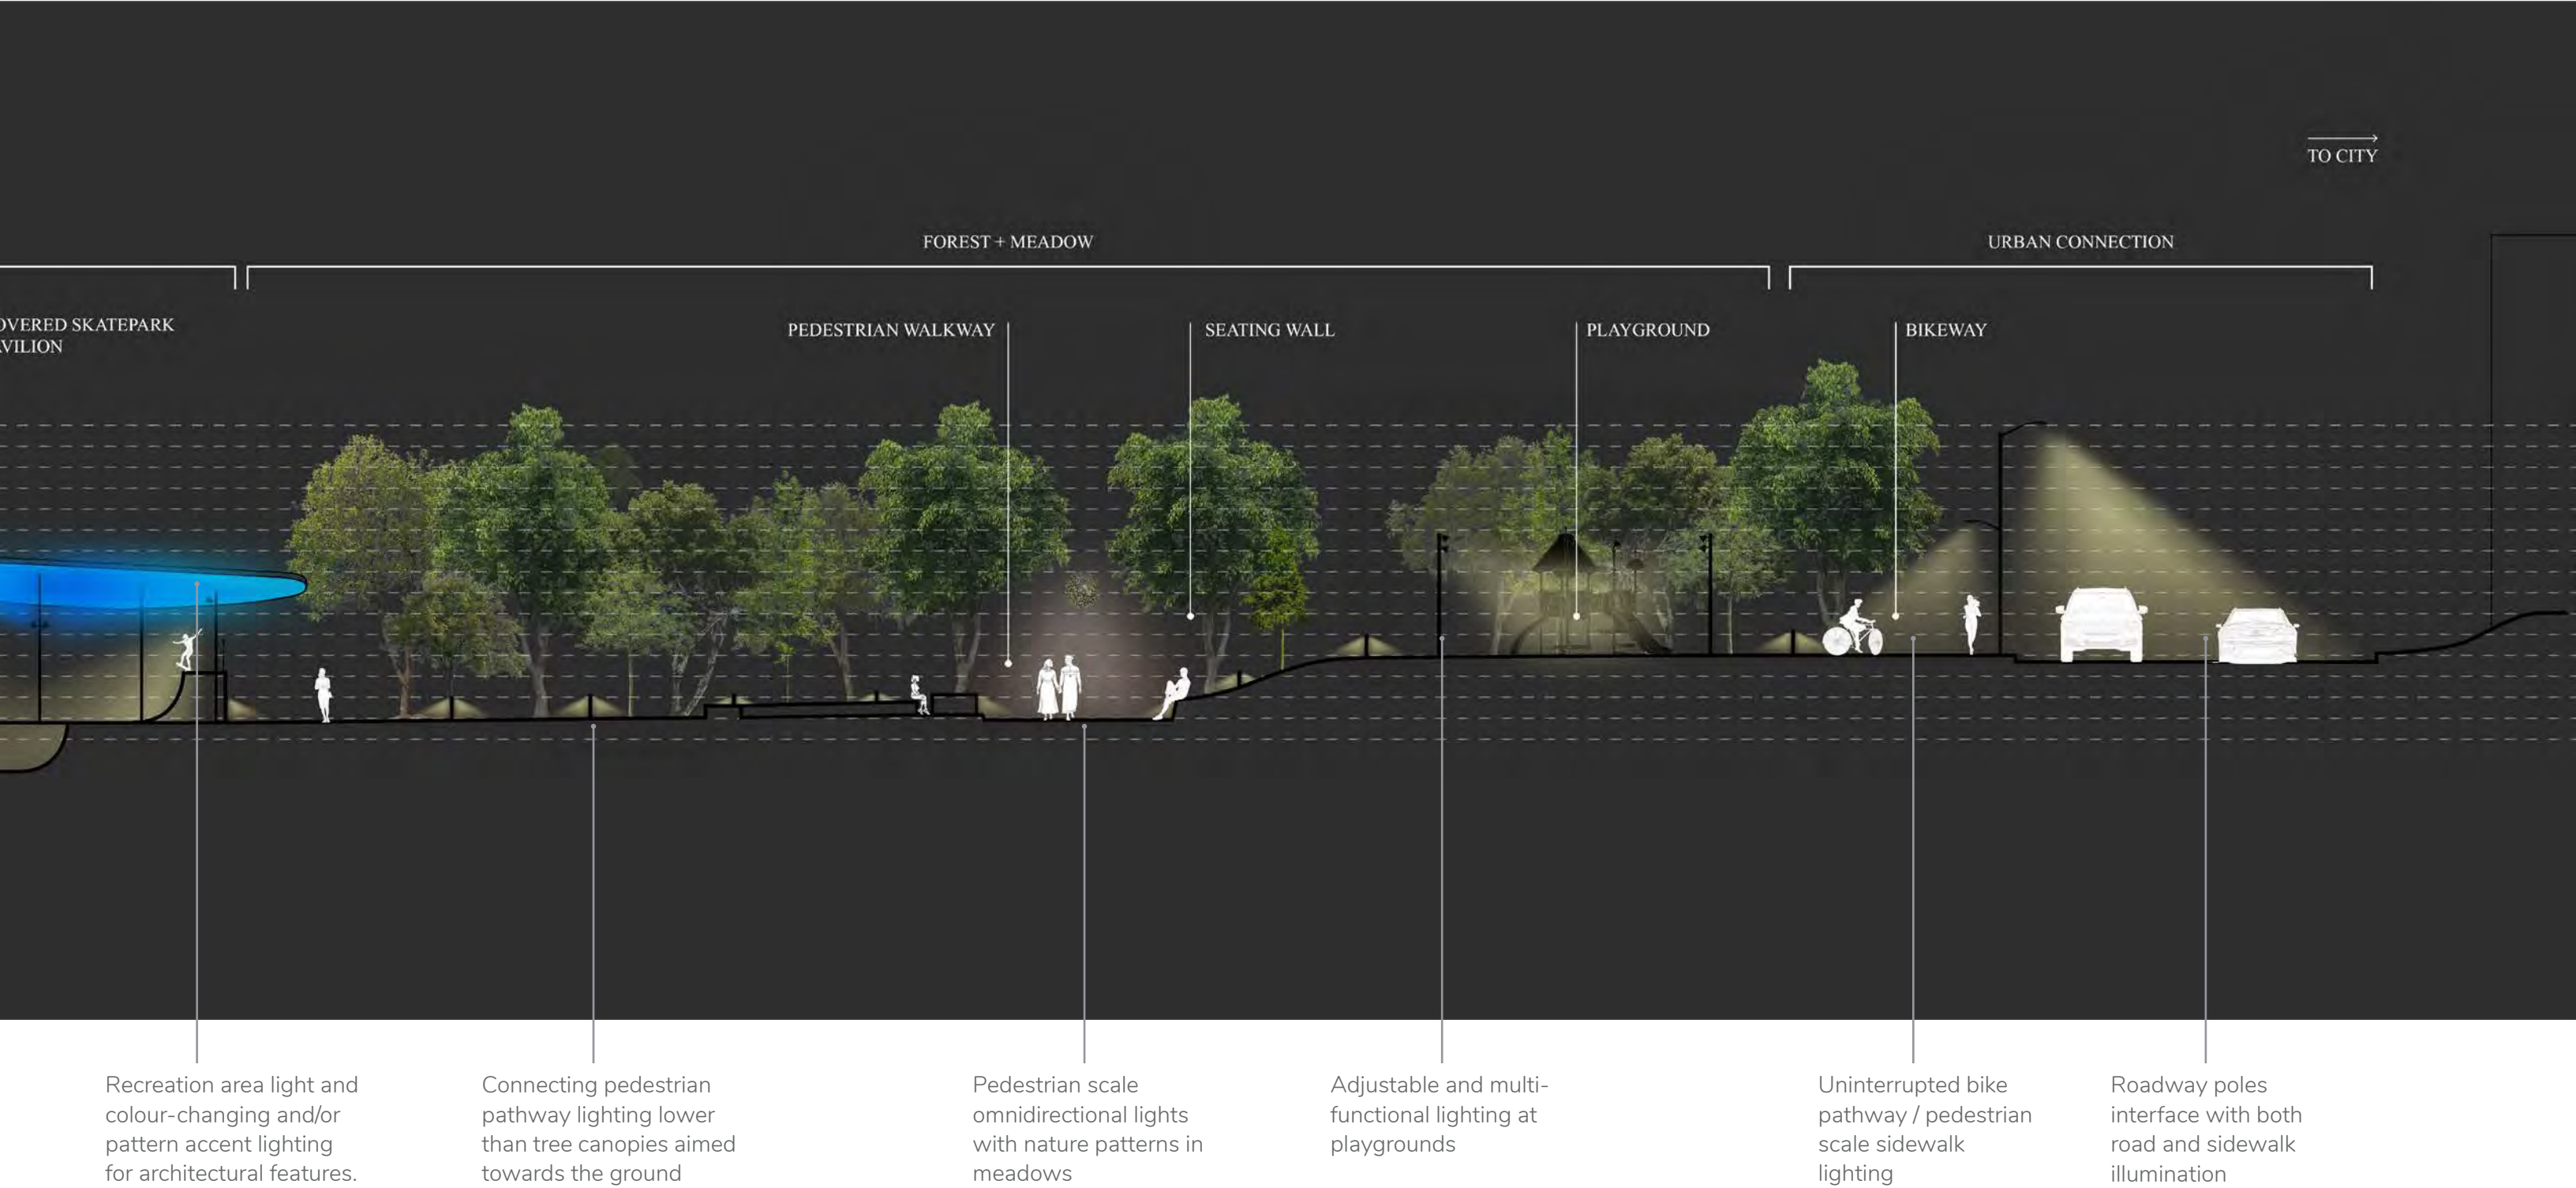 TO CITY
FOREST + MEADOW
URBAN CONNECTION
OVERED SKATEPARK
AVILION
PEDESTRIAN WALKWAY
SEATING WALL
PLAYGROUND
BIKEWAY
Recreation area light and
colour-changing and/or
pattern accent lighting
for architectural features.
Connecting pedestrian
pathway lighting lower
than tree canopies aimed
towards the ground
Pedestrian scale
omnidirectional lights
with nature patterns in
meadows
Adjustable and multi-
functional lighting at
playgrounds
Uninterrupted bike
pathway / pedestrian
scale sidewalk
lighting
Roadway poles
interface with both
road and sidewalk
illumination